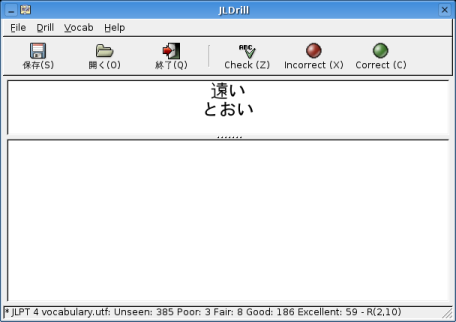 JLDrill
File Drill Vocab Help
保存(S) 開く(O) 終了(Q) ABC Check (Z) Incorrect (X) Correct (C)
遠い
とおい
* JLPT 4 vocabulary.utf: Unseen: 385 Poor: 3 Fair: 8 Good: 186 Excellent: 59 - R(2,10)